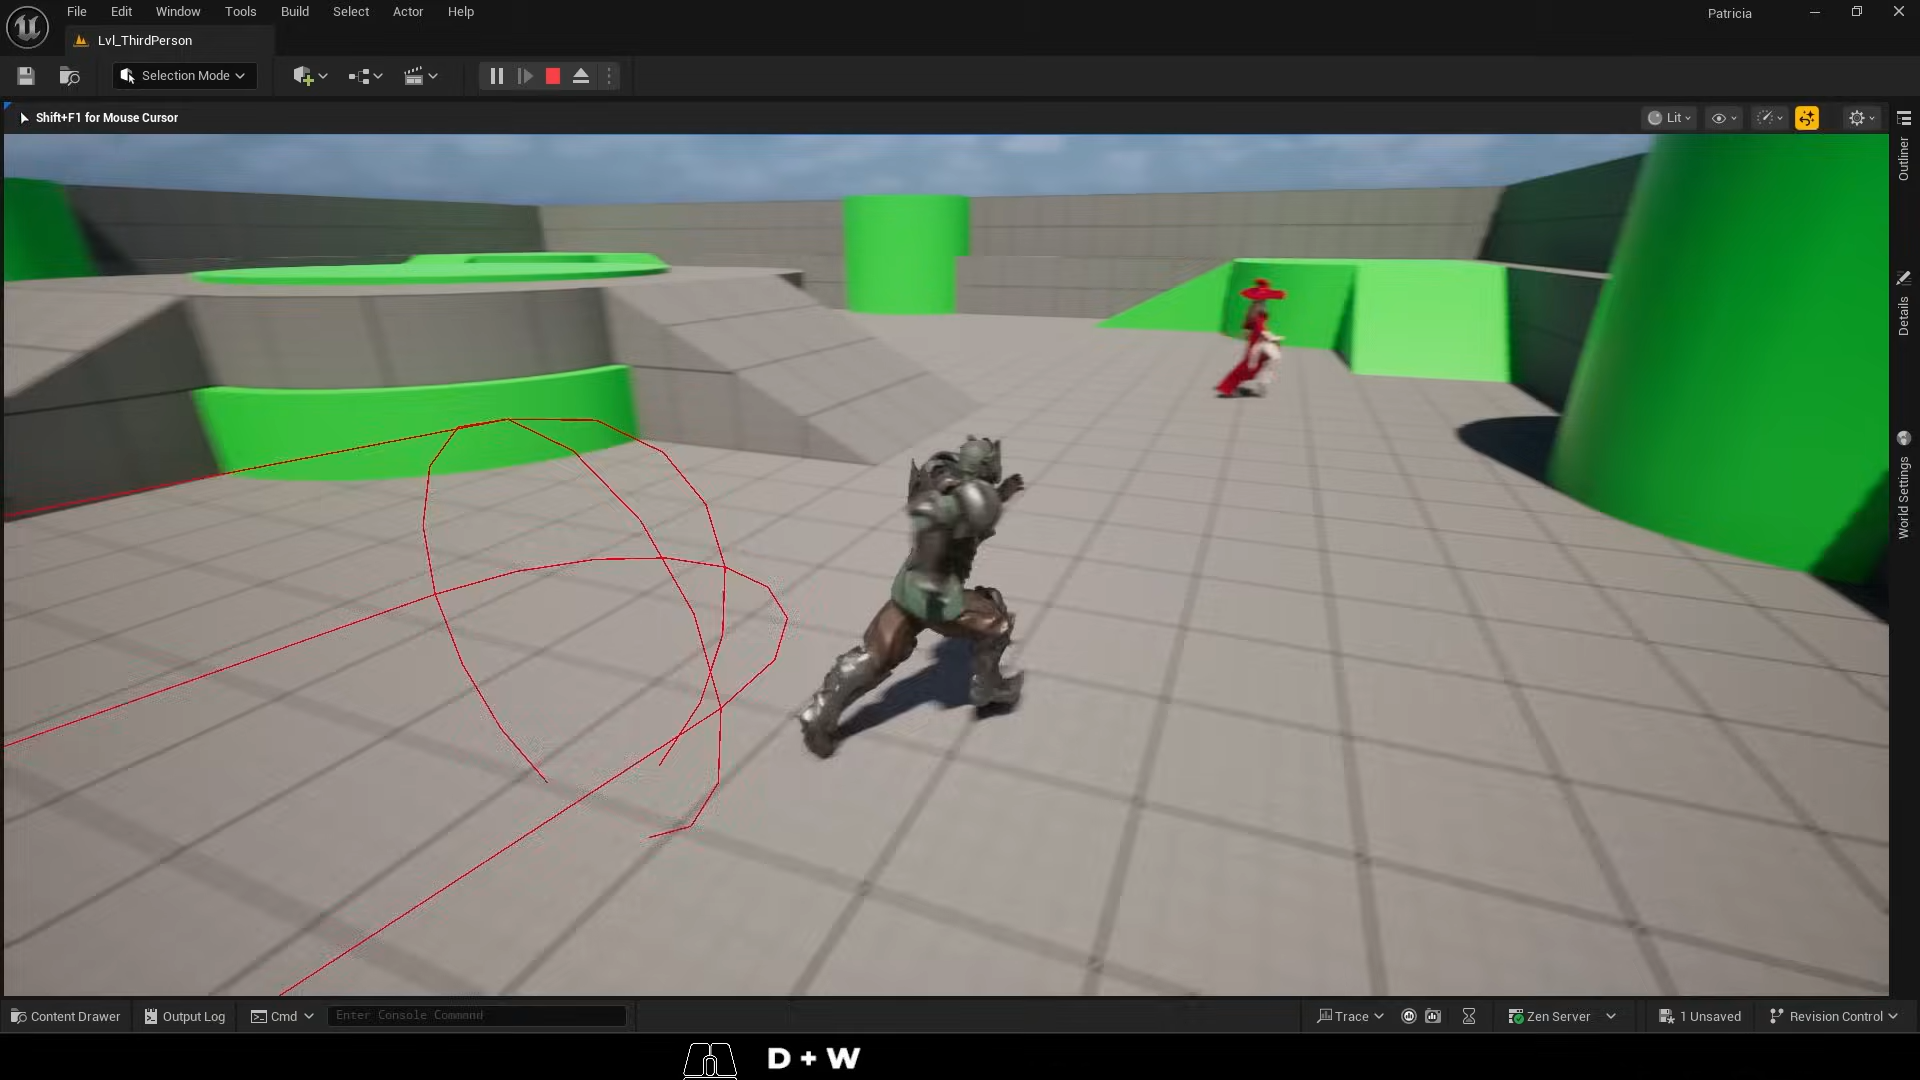 File Edit Window Tools Build Select Actor Help
Patricia
Lvl_ThirdPerson
Selection Mode
Shift+F1 for Mouse Cursor
Lit
Outliner
Details
World Settings
Content Drawer
Output Log
Cmd
Enter Console Command
Trace
Zen Server
1 Unsaved
Revision Control
D + W